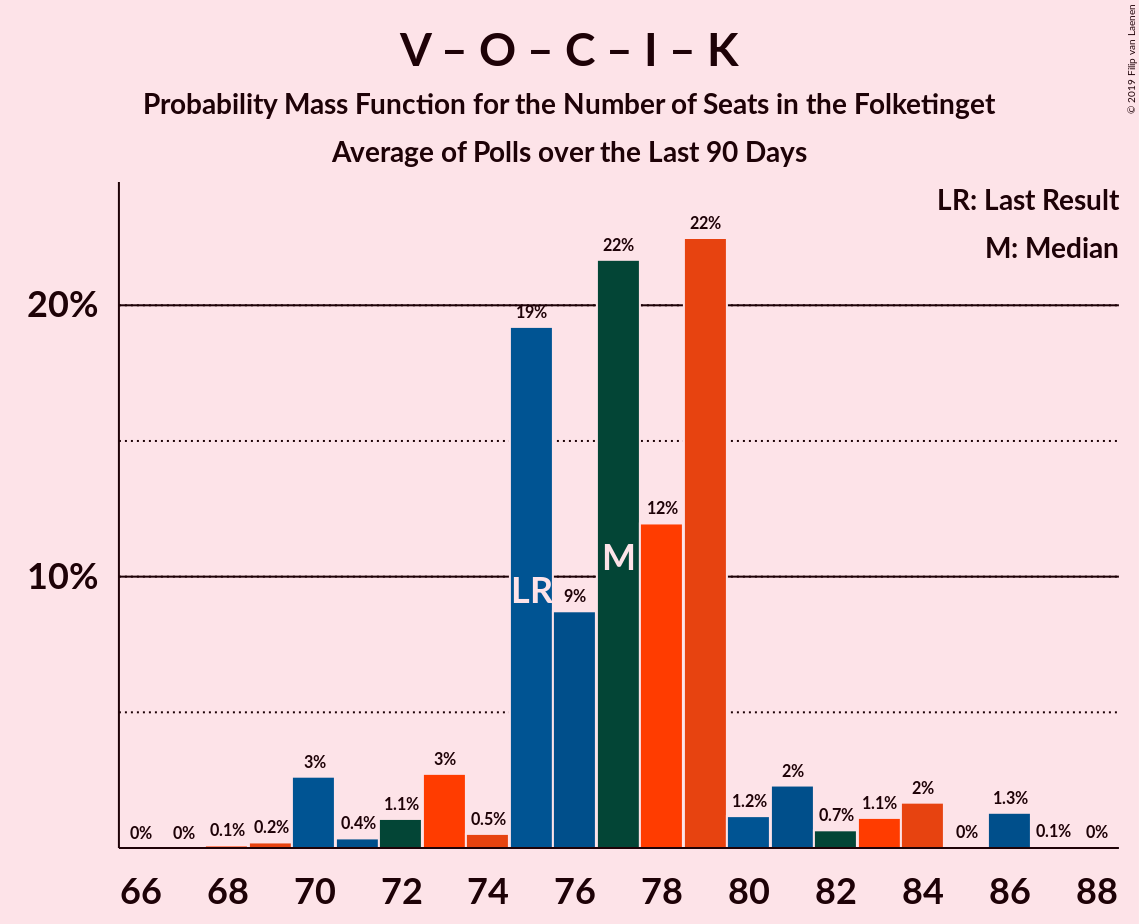 V – O – C – I – K
Probability Mass Function for the Number of Seats in the Folketinget
Average of Polls over the Last 90 Days
© 2019 Filip van Laenen
LR: Last Result
M: Median
20%
10%
0%
0%
0.1%
0.2%
3%
0.4%
1.1%
3%
0.5%
19%
9%
22%
12%
22%
1.2%
2%
0.7%
1.1%
2%
0%
1.3%
0.1%
0%
LR
M
66 68 70 72 74 76 78 80 82 84 86 88